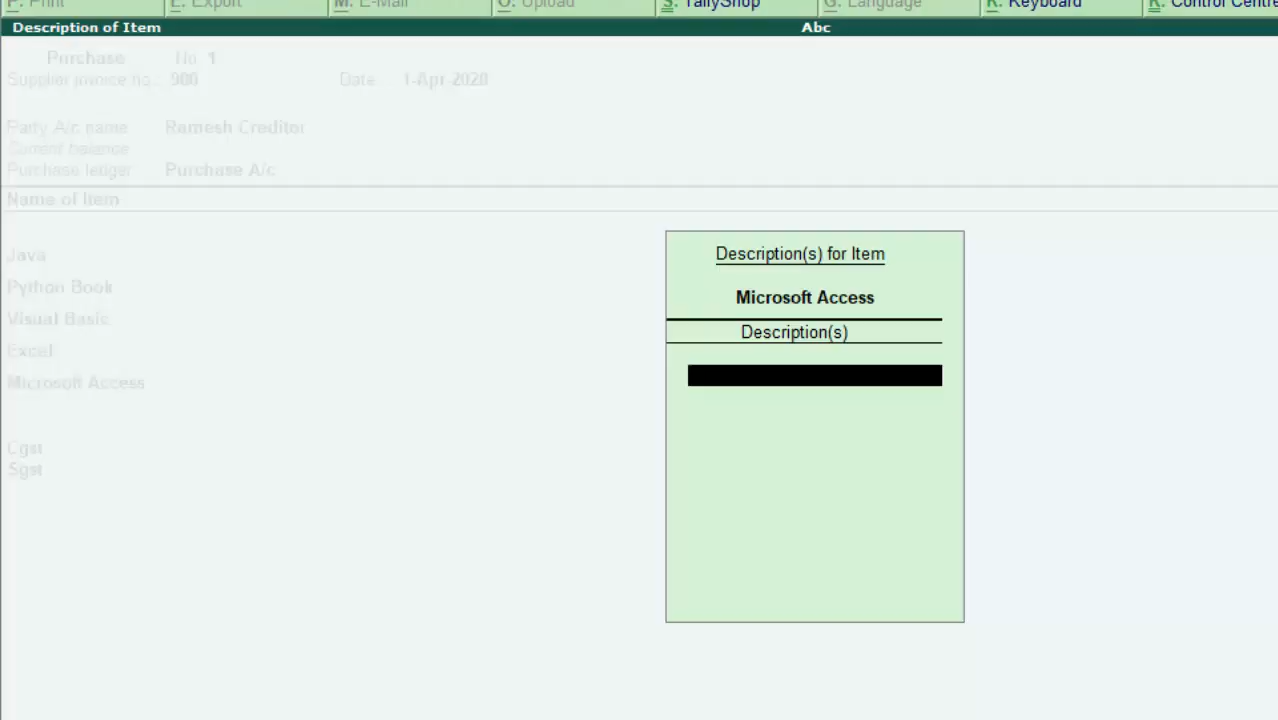 P: Print E: Export M: E-Mail O: Upload S: TallyShop G: Language K: Keyboard K: Control Centre
Description of Item Abc
Purchase No. 1
Supplier invoice no.: 900 Date 1-Apr-2020
Party A/c name Ramesh Creditor
Current balance
Purchase ledger Purchase A/c
Name of Item
Description(s) for Item
Java
Python Book
Microsoft Access
Visual Basic
Description(s)
Excel
Microsoft Access
Cgst
Sgst